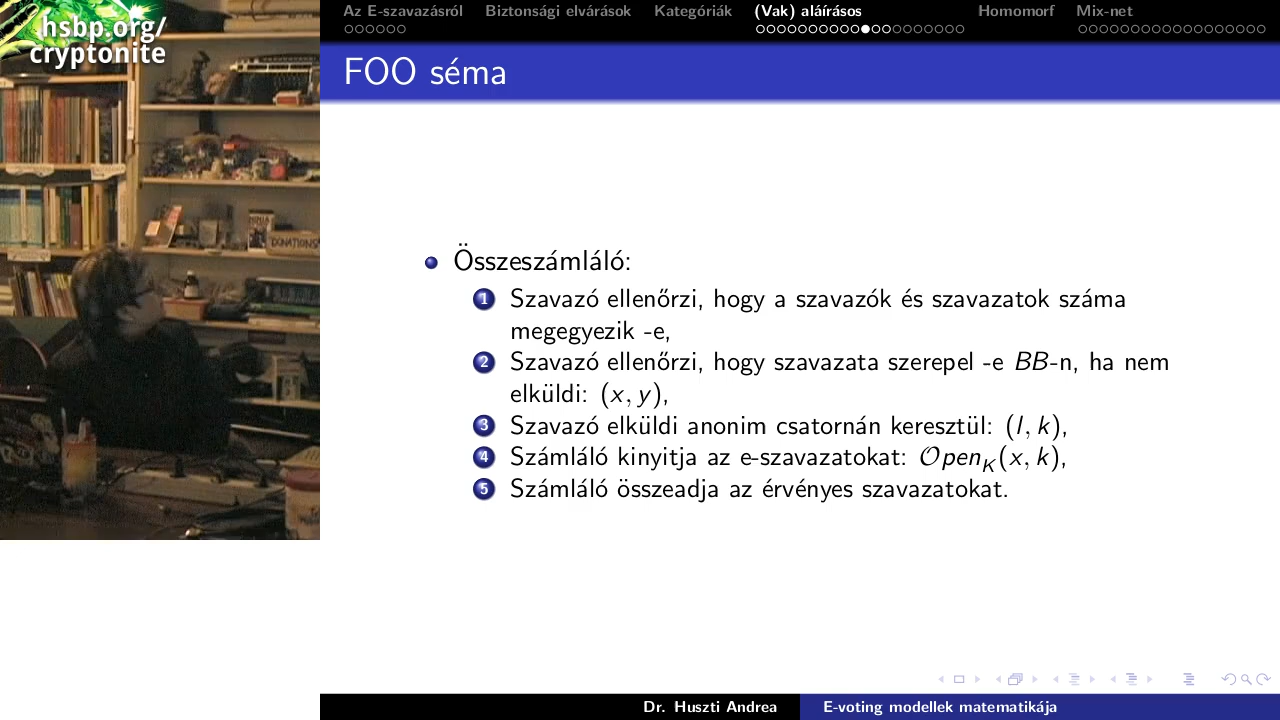 hsbp.org/
cryptonite
DONATIONS
Az E-szavazásról Biztonsági elvárások Kategóriák (Vak) aláírásos Homomorf Mix-net
FOO séma
Összeszámláló:
1 Szavazó ellenőrzi, hogy a szavazók és szavazatok száma
megegyezik -e,
2 Szavazó ellenőrzi, hogy szavazata szerepel -e BB-n, ha nem
elküldi: (x, y),
3 Szavazó elküldi anonim csatornán keresztül: (l, k),
4 Számláló kinyitja az e-szavazatokat: Open_K(x, k),
5 Számláló összeadja az érvényes szavazatokat.
Dr. Huszti Andrea E-voting modellek matematikája